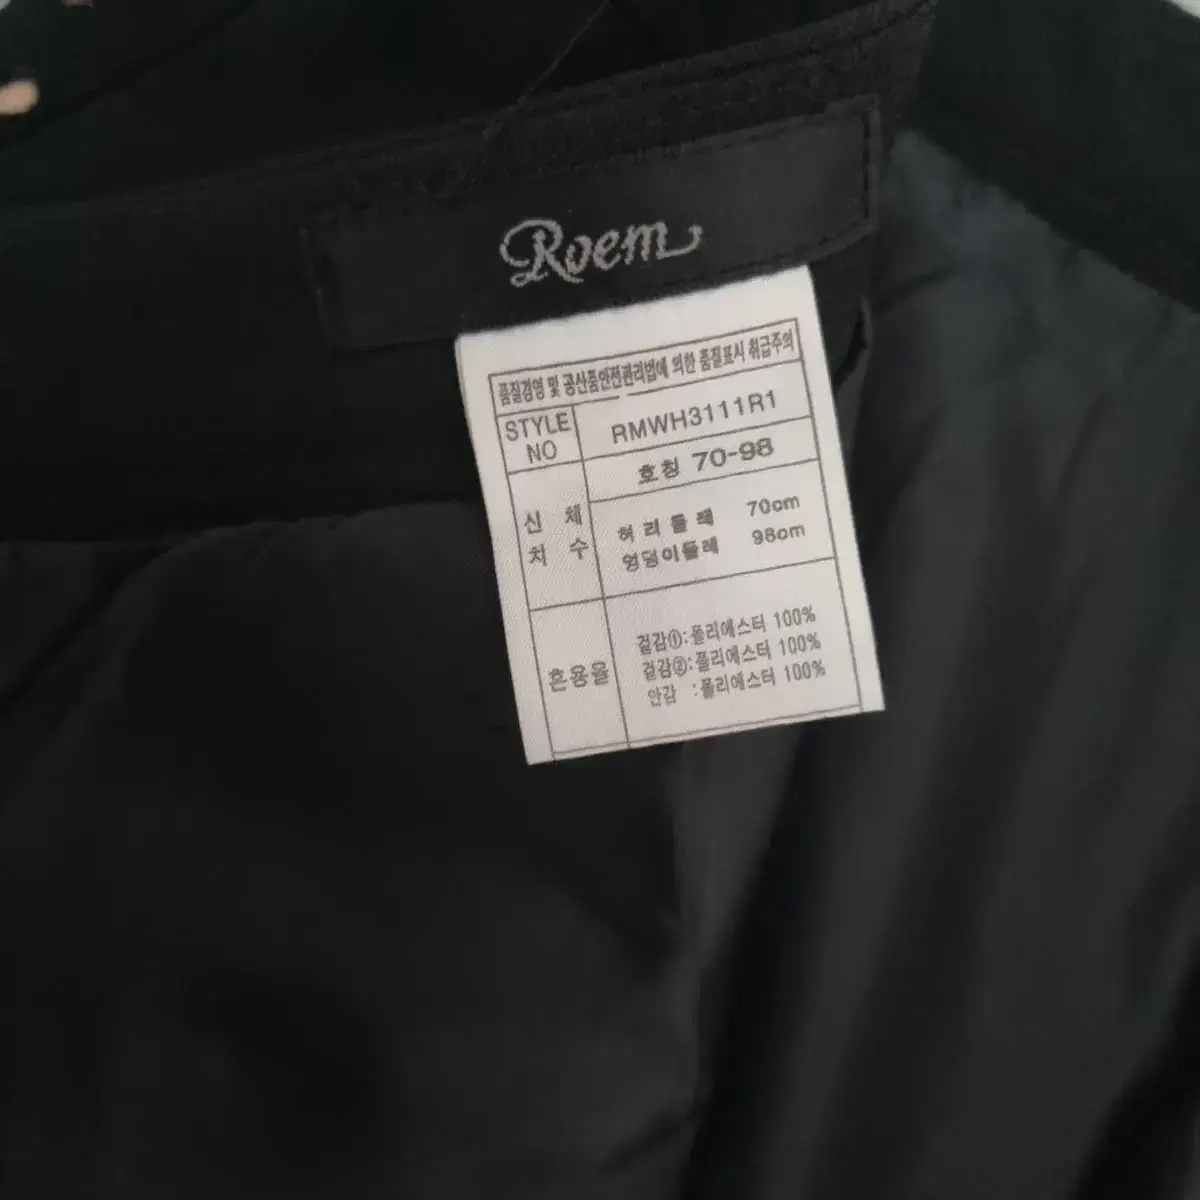 Roem
품질경영 및 공산품안전관리법에 의한 품질표시 취급주의
STYLE NO RMWH3111R1
호칭 70-98
신체 치수
허리둘레 70cm
엉덩이둘레 98cm
혼용율
겉감①:폴리에스터 100%
겉감②:폴리에스터 100%
안감 :폴리에스터 100%